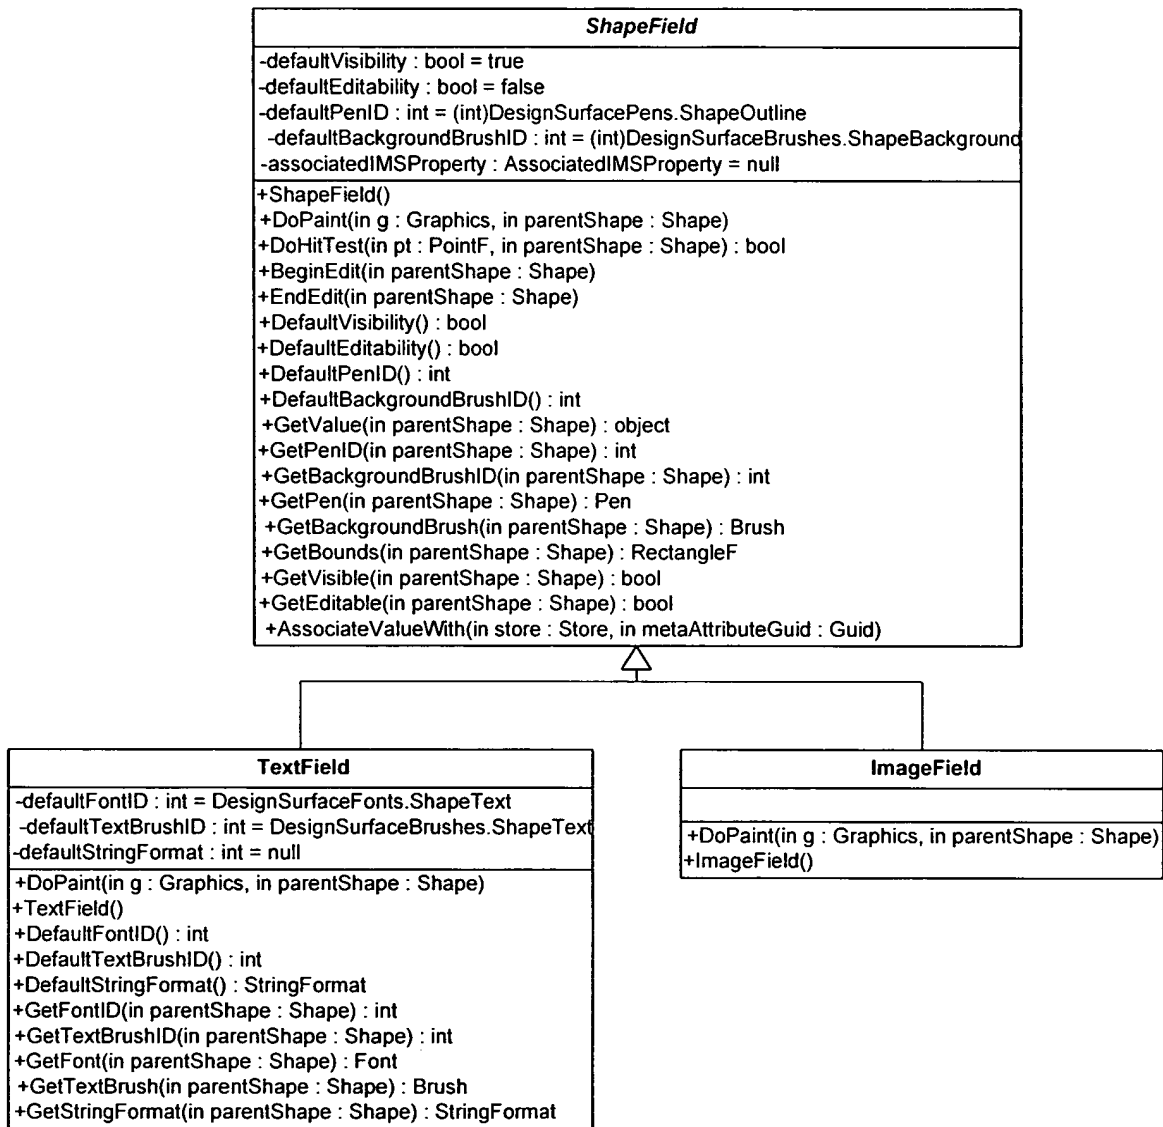 ShapeField
-defaultVisibility : bool = true
-defaultEditability : bool = false
-defaultPenID : int = (int)DesignSurfacePens.ShapeOutline
-defaultBackgroundBrushID : int = (int)DesignSurfaceBrushes.ShapeBackground
-associatedIMSProperty : AssociatedIMSProperty = null
+ShapeField()
+DoPaint(in g : Graphics, in parentShape : Shape)
+DoHitTest(in pt : PointF, in parentShape : Shape) : bool
+BeginEdit(in parentShape : Shape)
+EndEdit(in parentShape : Shape)
+DefaultVisibility() : bool
+DefaultEditability() : bool
+DefaultPenID() : int
+DefaultBackgroundBrushID() : int
+GetValue(in parentShape : Shape) : object
+GetPenID(in parentShape : Shape) : int
+GetBackgroundBrushID(in parentShape : Shape) : int
+GetPen(in parentShape : Shape) : Pen
+GetBackgroundBrush(in parentShape : Shape) : Brush
+GetBounds(in parentShape : Shape) : RectangleF
+GetVisible(in parentShape : Shape) : bool
+GetEditable(in parentShape : Shape) : bool
+AssociateValueWith(in store : Store, in metaAttributeGuid : Guid)
TextField
-defaultFontID : int = DesignSurfaceFonts.ShapeText
-defaultTextBrushID : int = DesignSurfaceBrushes.ShapeText
-defaultStringFormat : int = null
+DoPaint(in g : Graphics, in parentShape : Shape)
+TextField()
+DefaultFontID() : int
+DefaultTextBrushID() : int
+DefaultStringFormat() : StringFormat
+GetFontID(in parentShape : Shape) : int
+GetTextBrushID(in parentShape : Shape) : int
+GetFont(in parentShape : Shape) : Font
+GetTextBrush(in parentShape : Shape) : Brush
+GetStringFormat(in parentShape : Shape) : StringFormat
ImageField
+DoPaint(in g : Graphics, in parentShape : Shape)
+ImageField()